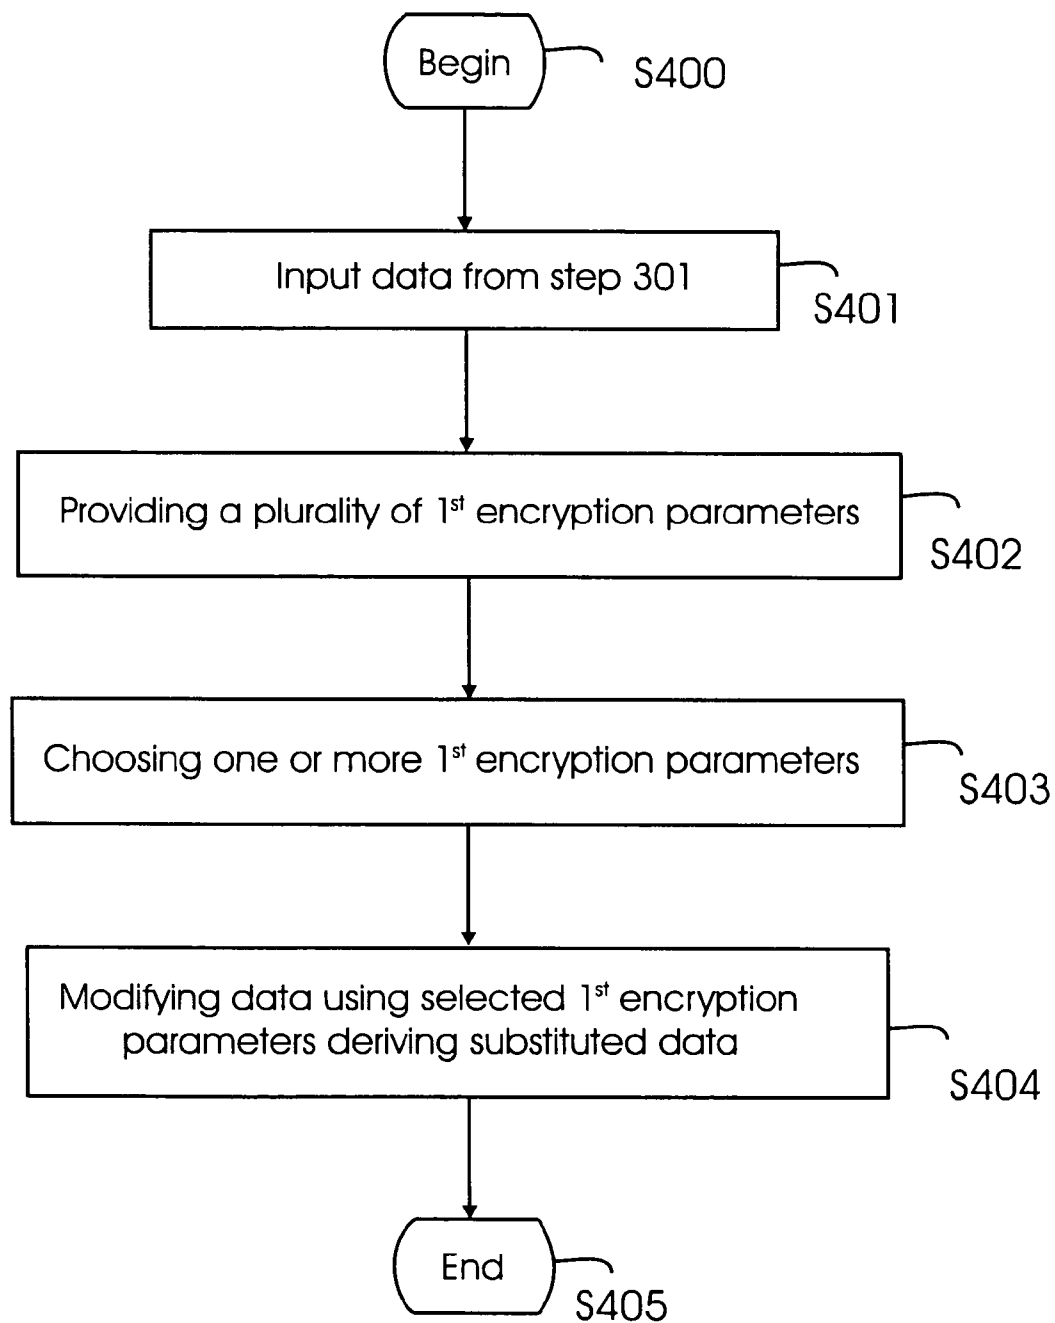 Begin
S400
Input data from step 301
S401
Providing a plurality of 1st encryption parameters
S402
Choosing one or more 1st encryption parameters
S403
Modifying data using selected 1st encryption
parameters deriving substituted data
S404
End
S405